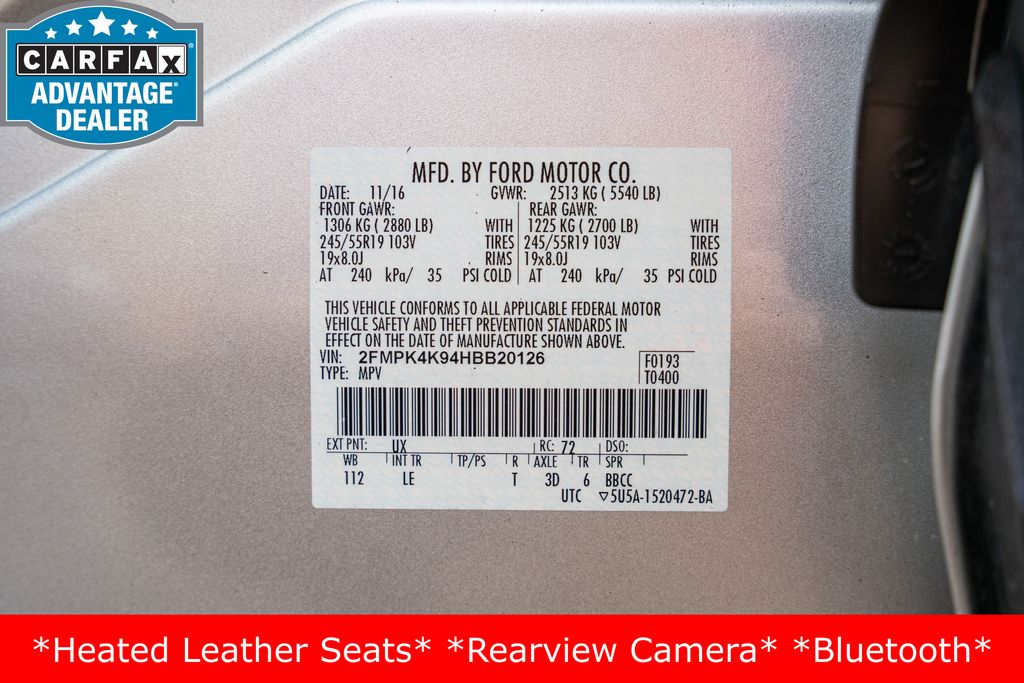 CARFAX
ADVANTAGE®
DEALER
MFD. BY FORD MOTOR CO.
DATE: 11/16 GVWR: 2513 KG ( 5540 LB)
FRONT GAWR: REAR GAWR:
1306 KG ( 2880 LB) WITH 1225 KG ( 2700 LB) WITH
245/55R19 103V TIRES 245/55R19 103V TIRES
19x8.0J RIMS 19x8.0J RIMS
AT 240 kPa/ 35 PSI COLD AT 240 kPa/ 35 PSI COLD
THIS VEHICLE CONFORMS TO ALL APPLICABLE FEDERAL MOTOR
VEHICLE SAFETY AND THEFT PREVENTION STANDARDS IN
EFFECT ON THE DATE OF MANUFACTURE SHOWN ABOVE.
VIN: 2FMPK4K94HBB20126 F0193
TYPE: MPV T0400
EXT PNT: UX RC: 72 DSO:
WB INT TR TP/PS R AXLE TR SPR
112 LE T 3D 6 BBCC
UTC ▽5U5A-1520472-BA
*Heated Leather Seats* *Rearview Camera* *Bluetooth*